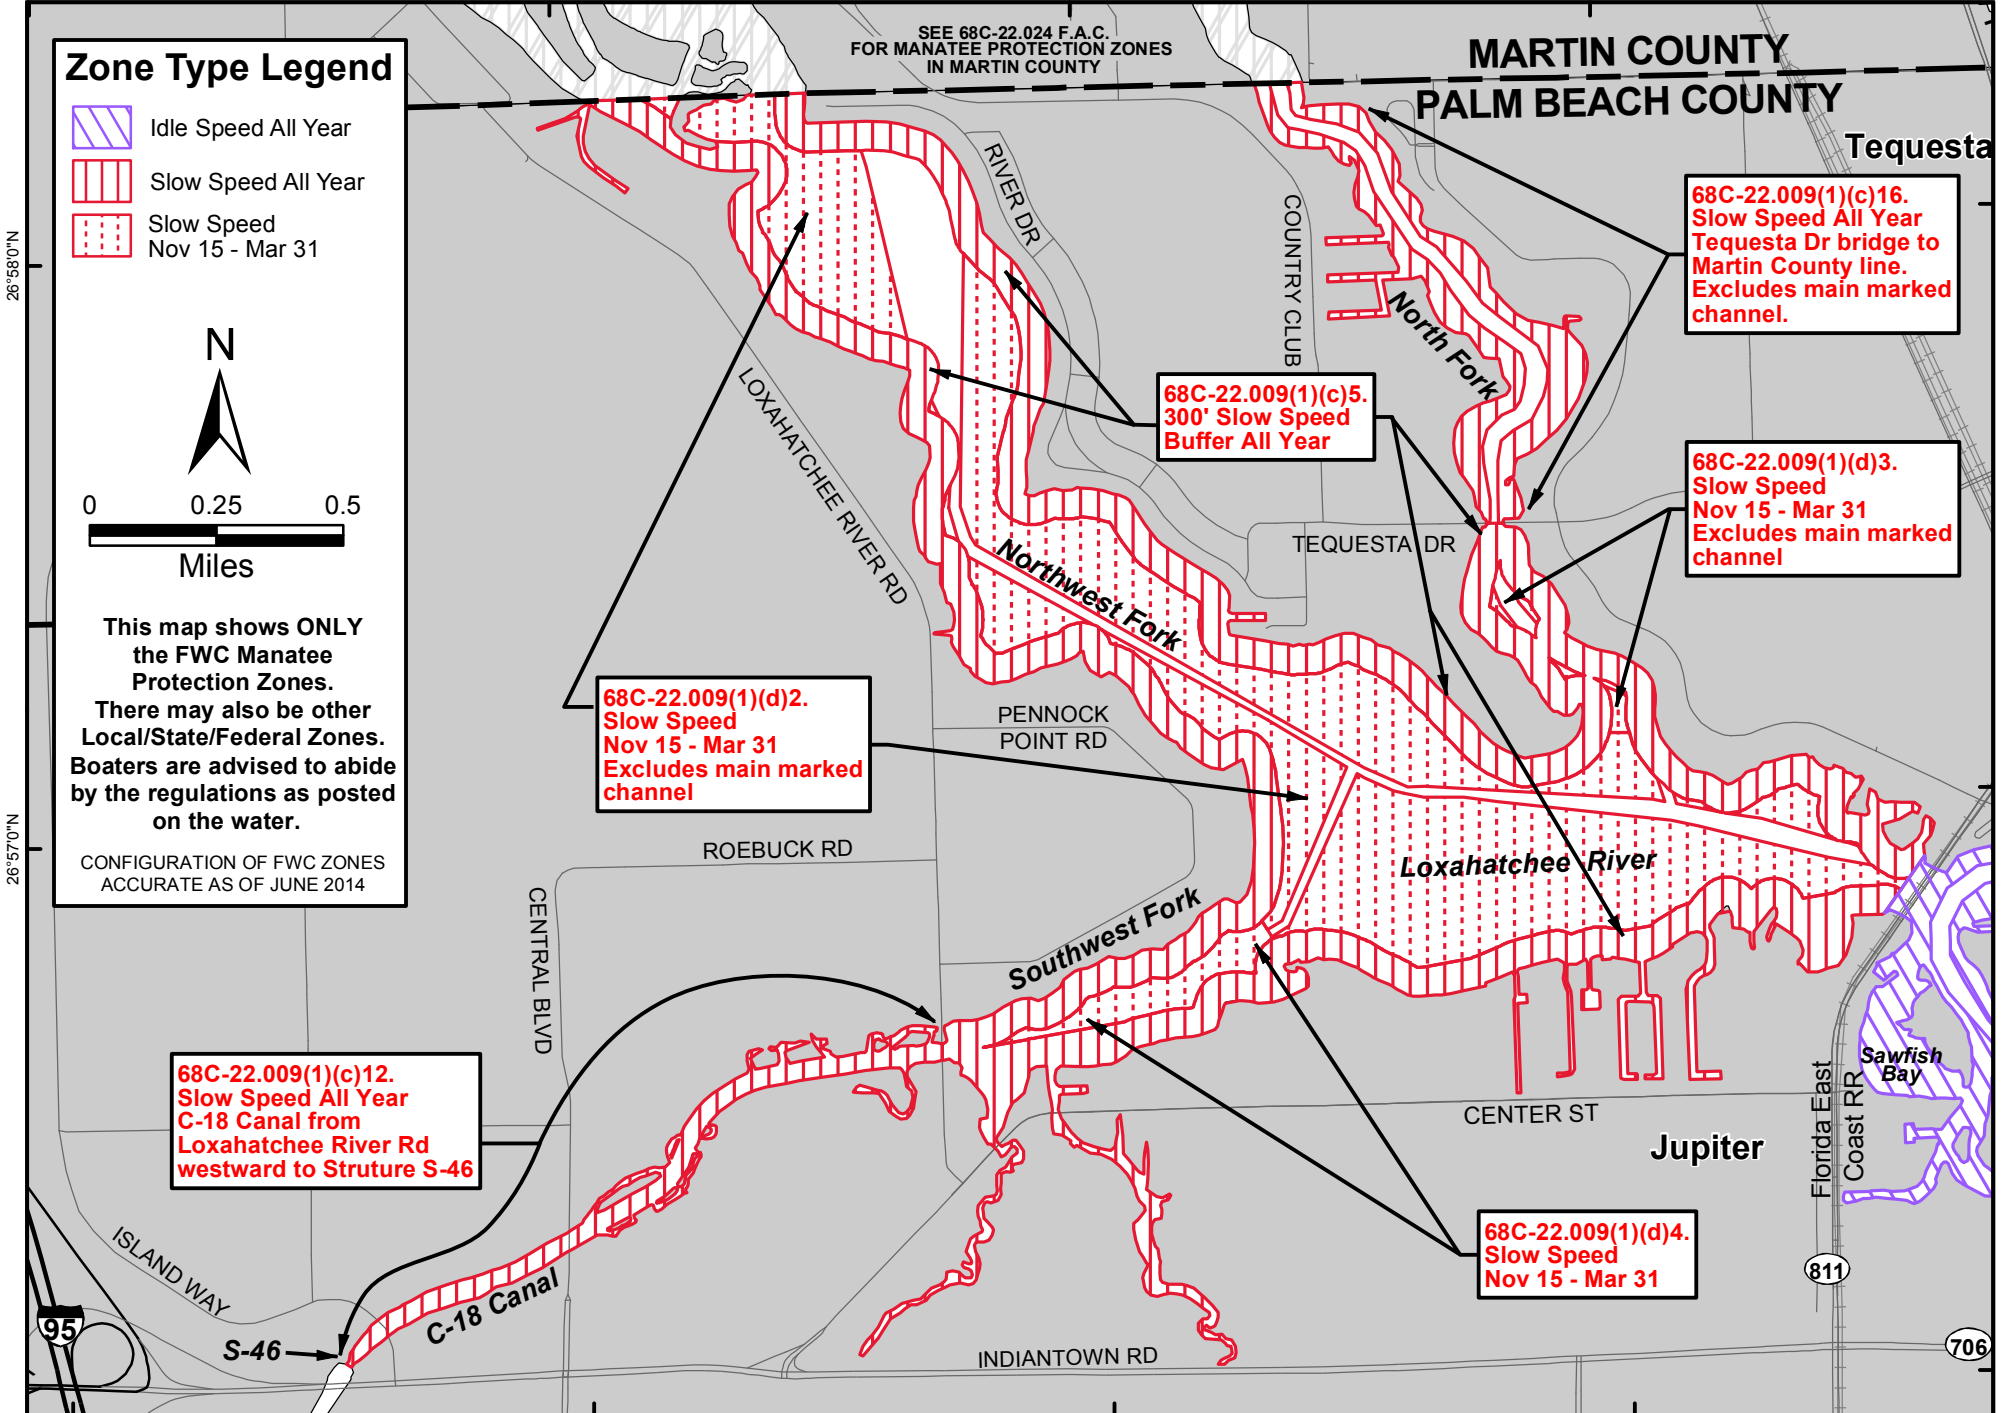 SEE 68C-22.024 F.A.C.
FOR MANATEE PROTECTION ZONES
IN MARTIN COUNTY
MARTIN COUNTY
PALM BEACH COUNTY
Tequesta
Zone Type Legend
Idle Speed All Year
Slow Speed All Year
Slow Speed
Nov 15 - Mar 31
N
0 0.25 0.5
Miles
This map shows ONLY
the FWC Manatee
Protection Zones.
There may also be other
Local/State/Federal Zones.
Boaters are advised to abide
by the regulations as posted
on the water.
CONFIGURATION OF FWC ZONES
ACCURATE AS OF JUNE 2014
26°58'0"N
26°57'0"N
RIVER DR
COUNTRY CLUB
LOXAHATCHEE RIVER RD
North Fork
68C-22.009(1)(c)16.
Slow Speed All Year
Tequesta Dr bridge to
Martin County line.
Excludes main marked
channel.
68C-22.009(1)(c)5.
300' Slow Speed
Buffer All Year
68C-22.009(1)(d)3.
Slow Speed
Nov 15 - Mar 31
Excludes main marked
channel
TEQUESTA DR
Northwest Fork
68C-22.009(1)(d)2.
Slow Speed
Nov 15 - Mar 31
Excludes main marked
channel
PENNOCK
POINT RD
ROEBUCK RD
CENTRAL BLVD
Loxahatchee River
Southwest Fork
68C-22.009(1)(c)12.
Slow Speed All Year
C-18 Canal from
Loxahatchee River Rd
westward to Struture S-46
Sawfish
Bay
Florida East
Coast RR
CENTER ST
Jupiter
68C-22.009(1)(d)4.
Slow Speed
Nov 15 - Mar 31
ISLAND WAY
C-18 Canal
S-46
95
INDIANTOWN RD
811
706